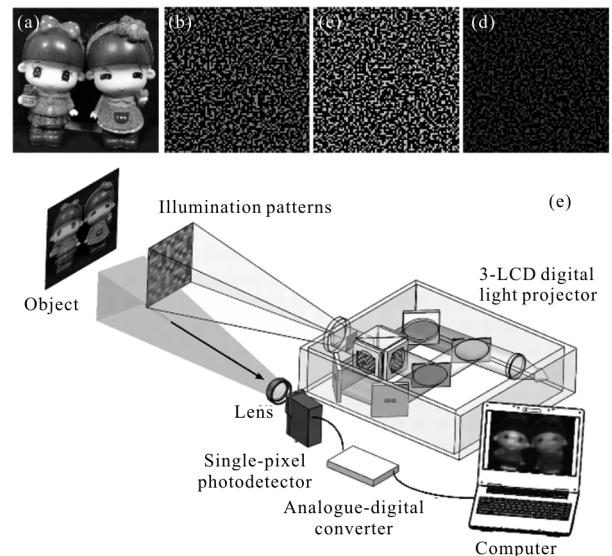 (a)
(b)
(c)
(d)
(e)
Illumination patterns
3-LCD digital
light projector
Object
Lens
Single-pixel
photodetector
Analogue-digital
converter
Computer